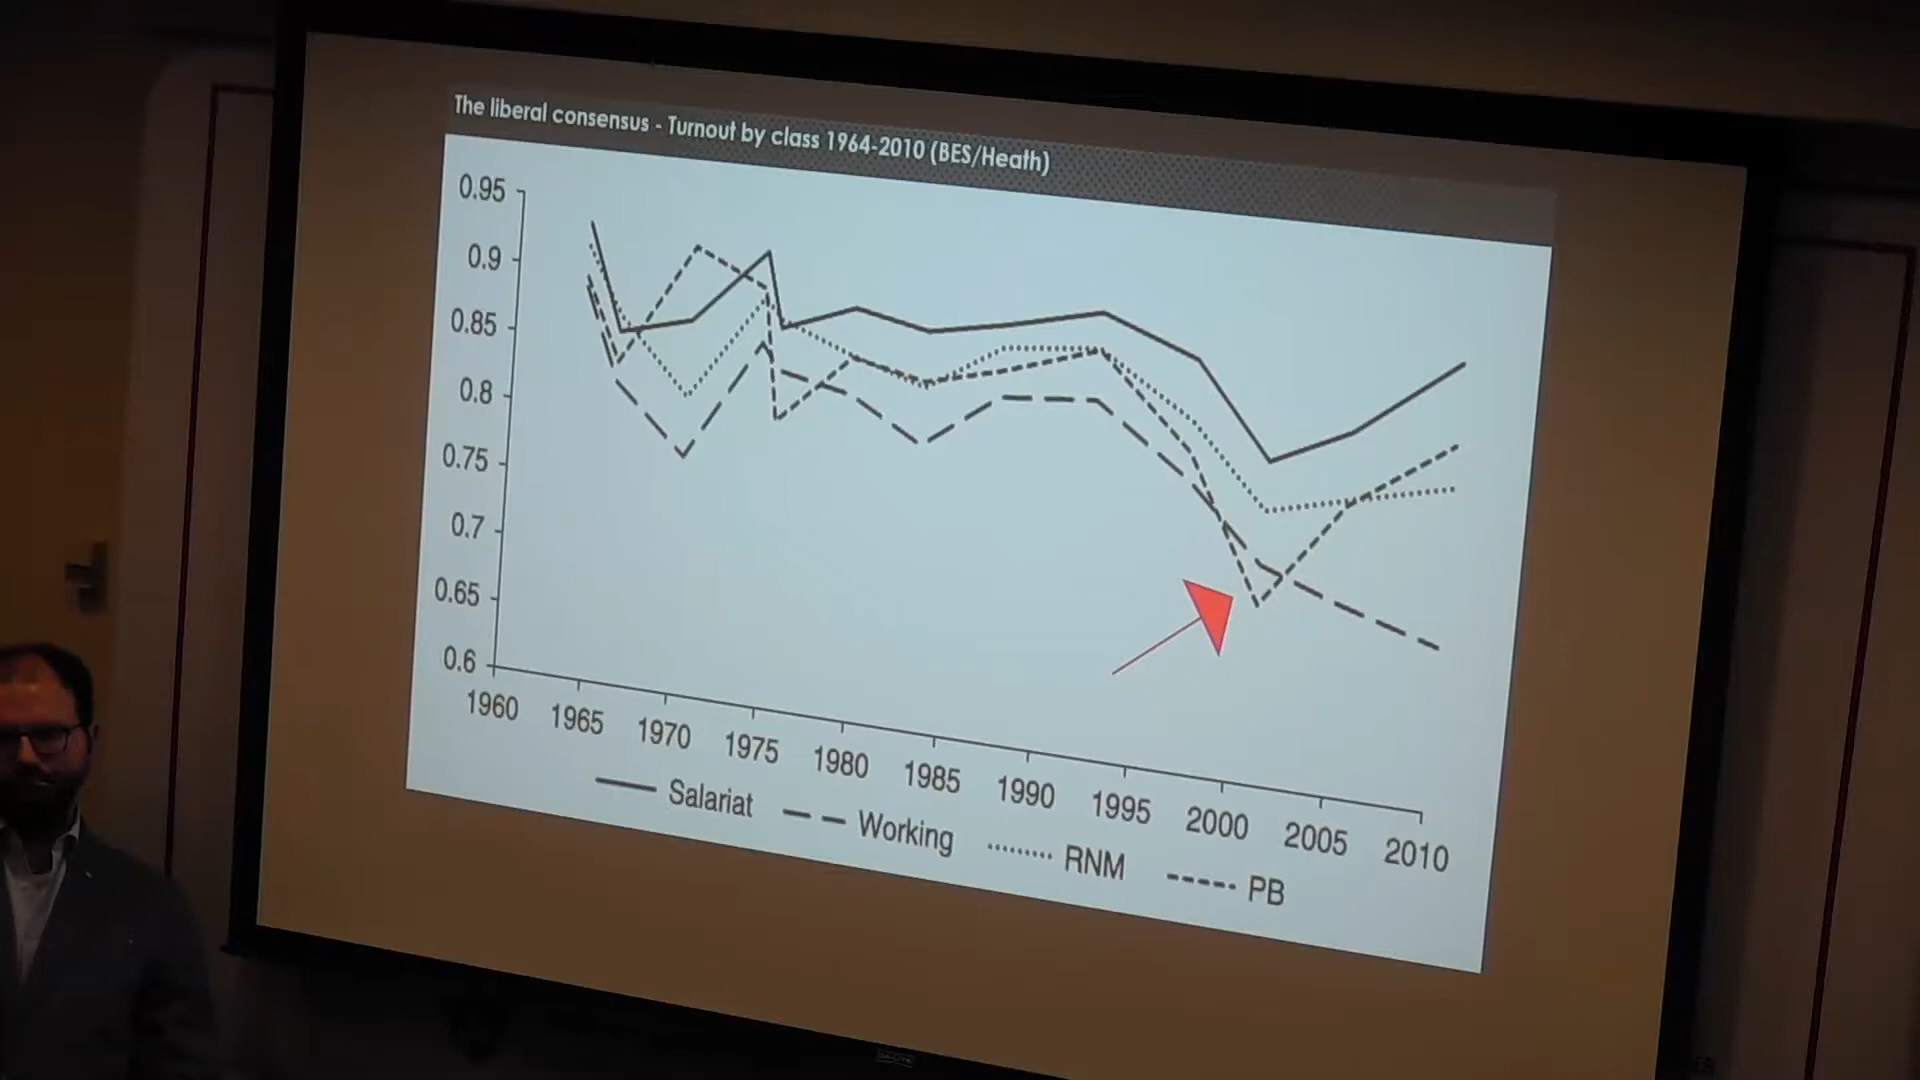 The liberal consensus - Turnout by class 1964-2010 (BES/Heath)
0.95
0.9
0.85
0.8
0.75
0.7
0.65
0.6
1960 1965 1970 1975 1980 1985 1990 1995 2000 2005 2010
Salariat Working RNM PB